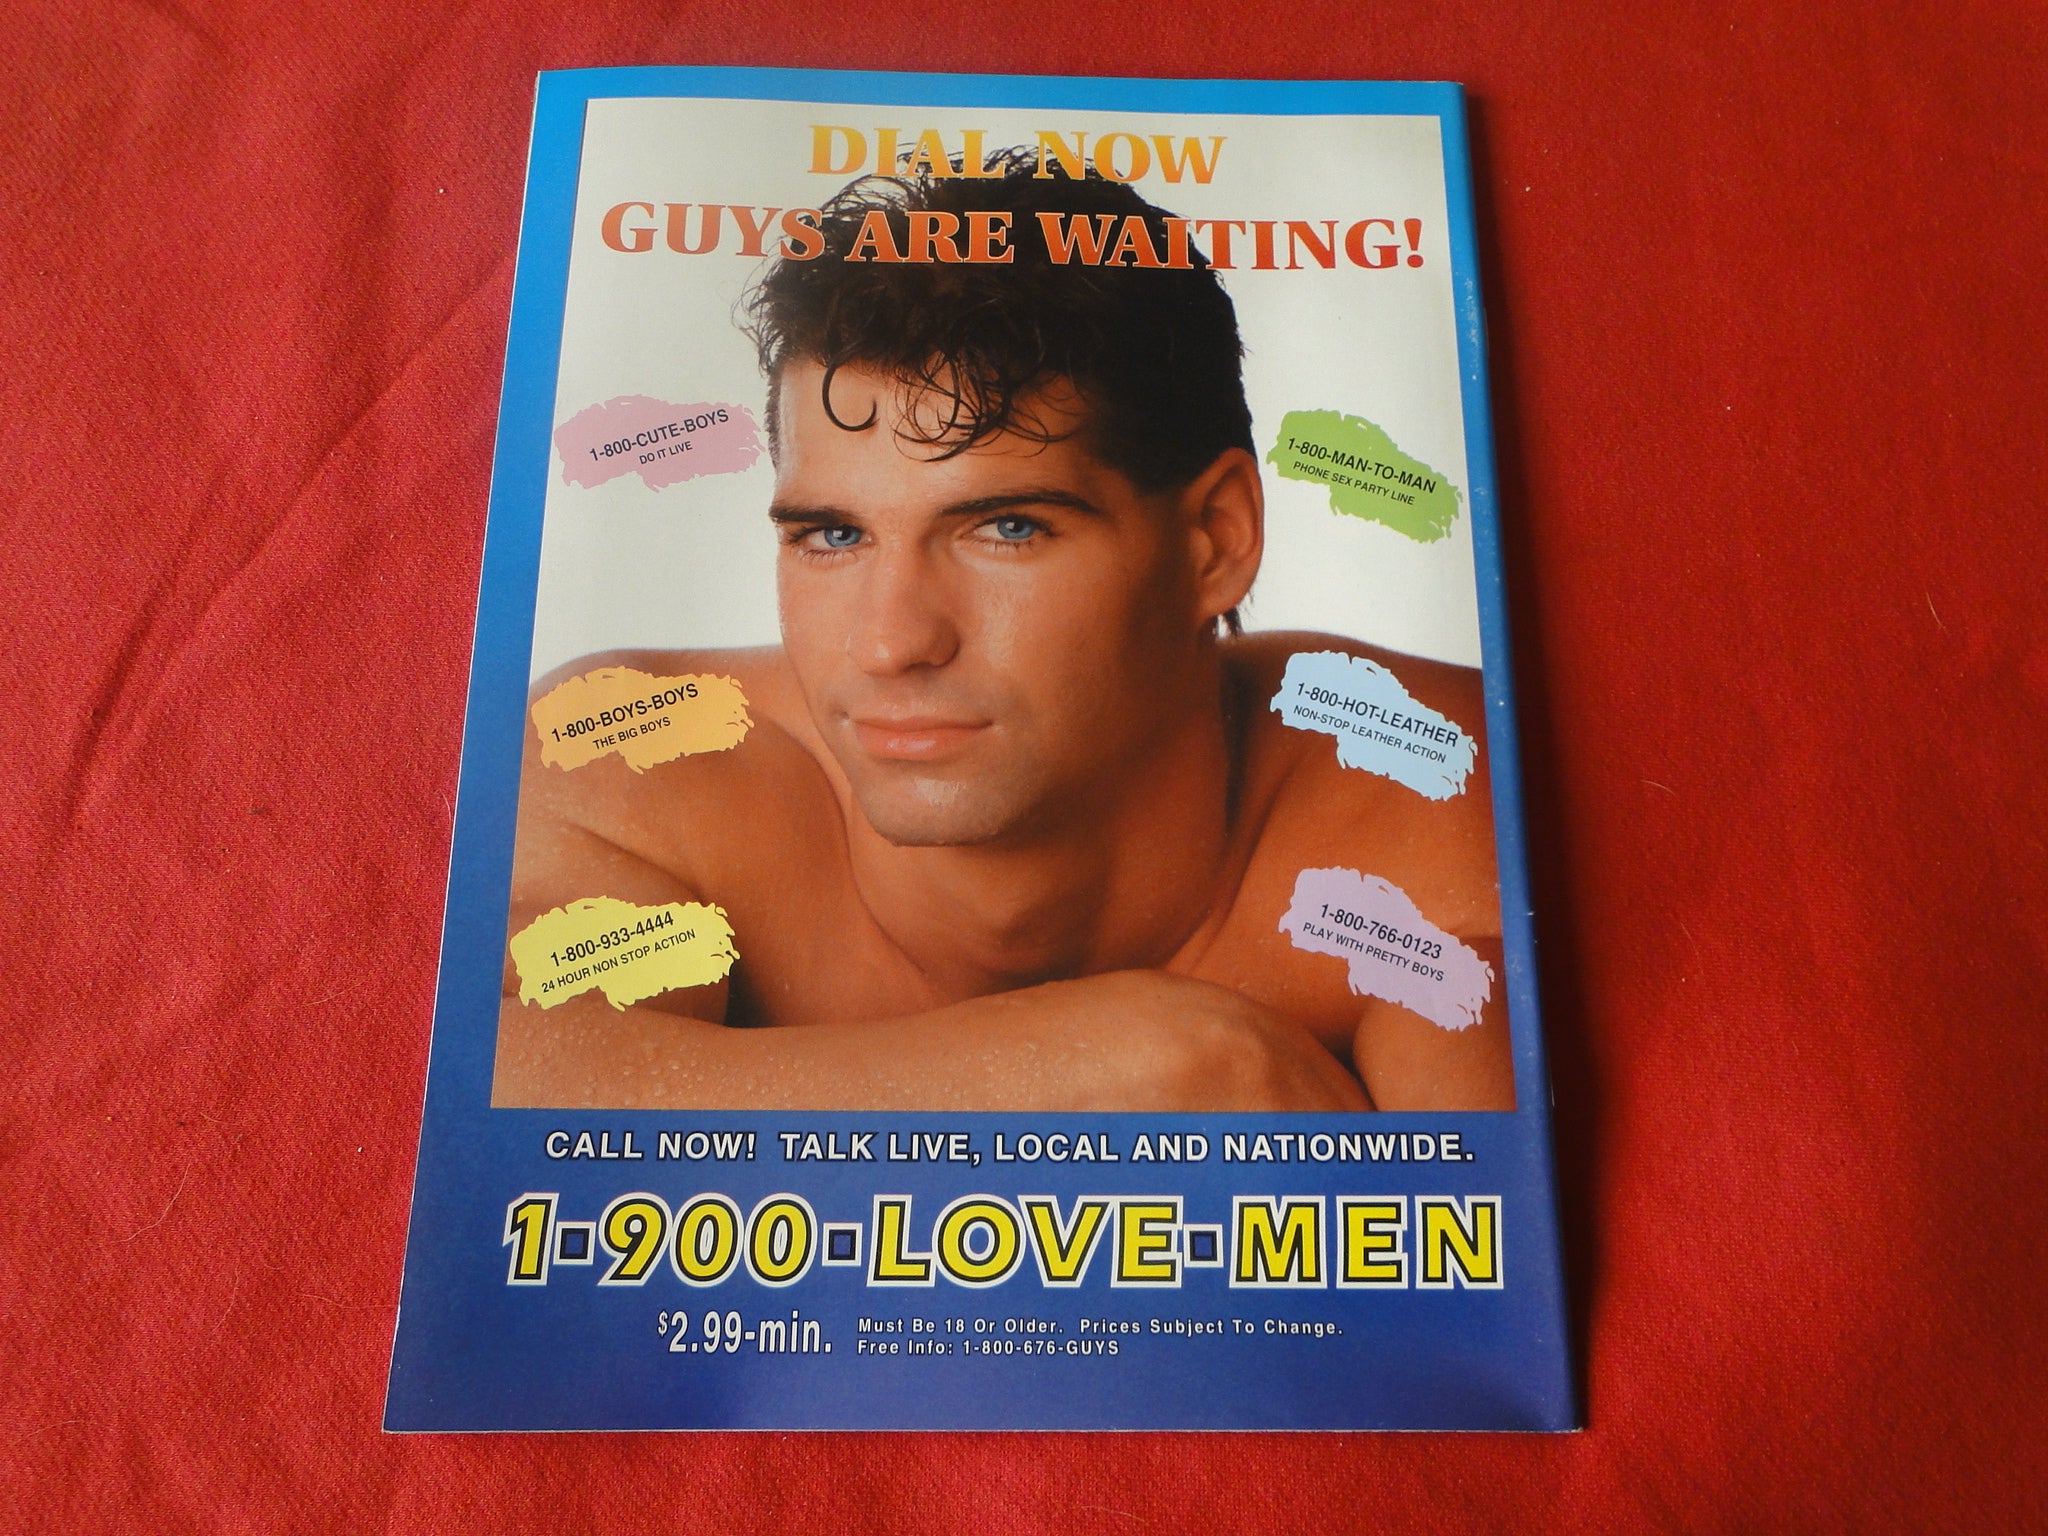 DIAL NOW
GUYS ARE WAITING!
1-800-CUTE-BOYS
DO IT LIVE
1-800-MAN-TO-MAN
PHONE SEX PARTY LINE
1-800-BOYS-BOYS
THE BIG BOYS
1-800-HOT-LEATHER
NON-STOP LEATHER ACTION
1-800-933-4444
24 HOUR NON STOP ACTION
1-800-766-0123
PLAY WITH PRETTY BOYS
CALL NOW! TALK LIVE, LOCAL AND NATIONWIDE.
1-900-LOVE-MEN
$2.99-min.
Must Be 18 Or Older. Prices Subject To Change.
Free Info: 1-800-676-GUYS